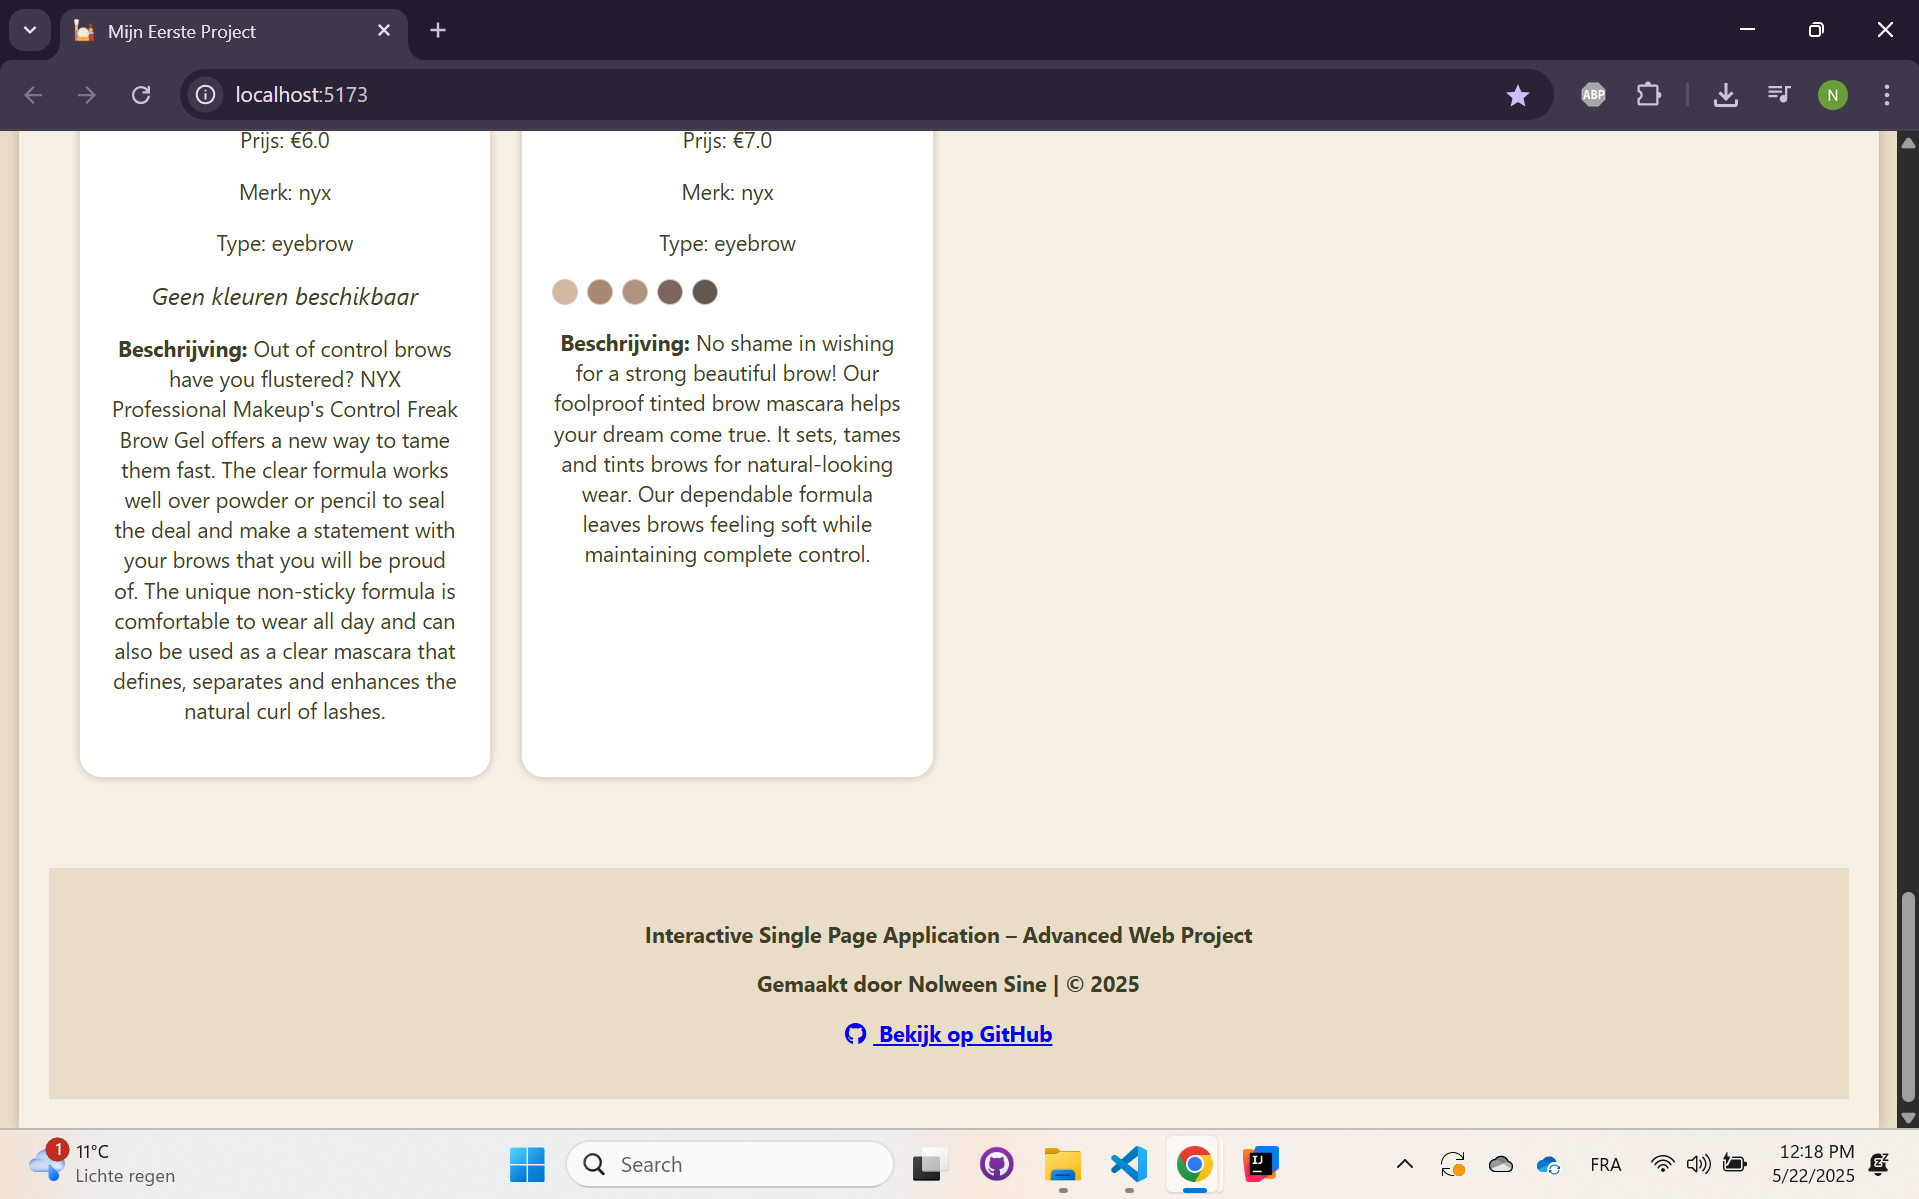 Mijn Eerste Project
localhost:5173
ABP
N
Prijs: €6.0
Merk: nyx
Type: eyebrow
Geen kleuren beschikbaar
Beschrijving: Out of control brows
have you flustered? NYX
Professional Makeup's Control Freak
Brow Gel offers a new way to tame
them fast. The clear formula works
well over powder or pencil to seal
the deal and make a statement with
your brows that you will be proud
of. The unique non-sticky formula is
comfortable to wear all day and can
also be used as a clear mascara that
defines, separates and enhances the
natural curl of lashes.
Prijs: €7.0
Merk: nyx
Type: eyebrow
Beschrijving: No shame in wishing
for a strong beautiful brow! Our
foolproof tinted brow mascara helps
your dream come true. It sets, tames
and tints brows for natural-looking
wear. Our dependable formula
leaves brows feeling soft while
maintaining complete control.
Interactive Single Page Application – Advanced Web Project
Gemaakt door Nolween Sine | © 2025
Bekijk op GitHub
1
11°C
Lichte regen
Search
IJ
FRA
12:18 PM
5/22/2025